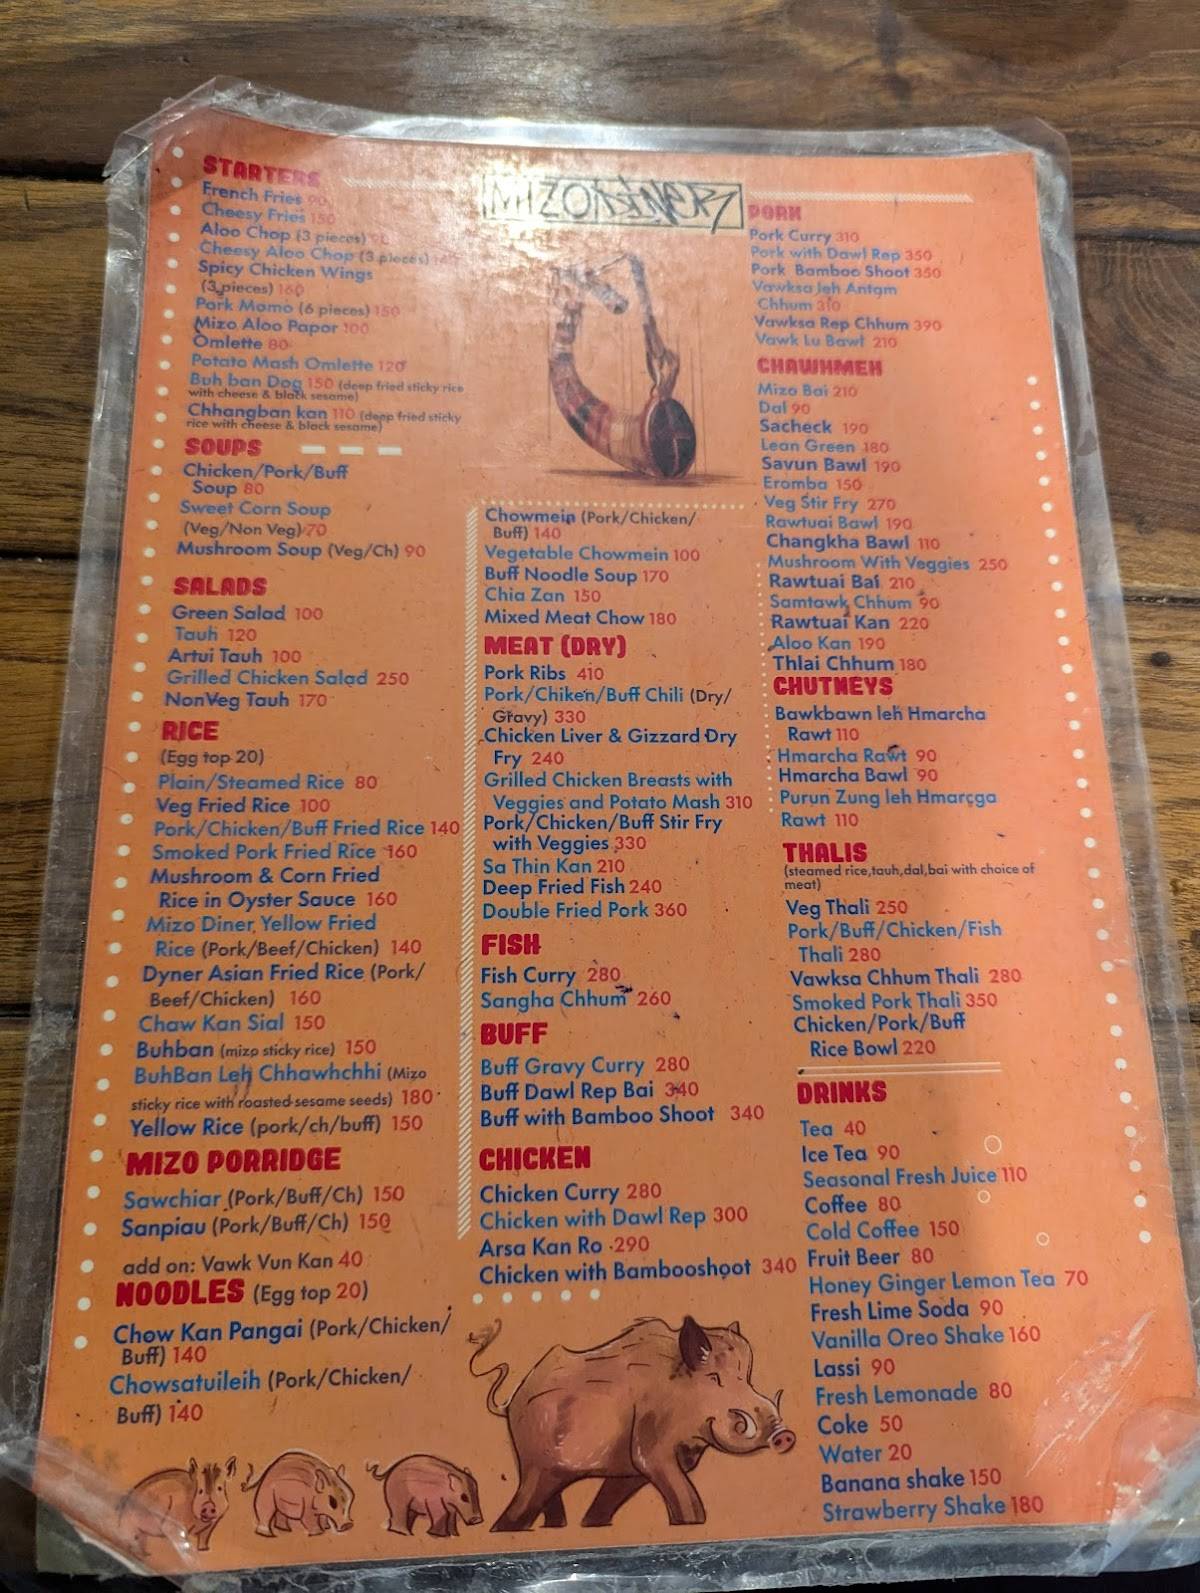 MIZO DINER
STARTERS
French Fries 90
Cheesy Fries 150
Aloo Chop (3 pieces)
Cheesy Aloo Chop (3 pieces)
Spicy Chicken Wings
(3 pieces) 160
Pork Momo (6 pieces) 150
Mizo Aloo Papor 100
Omlette 80
Potato Mash Omlette 120
Buh ban Dog 150 (deep fried sticky rice
with cheese & black sesame)
Chhangban kan 110 (deep fried sticky
rice with cheese & black sesame)
SOUPS
Chicken/Pork/Buff
Soup 80
Sweet Corn Soup
(Veg/Non Veg) 70
Mushroom Soup (Veg/Ch) 90
SALADS
Green Salad 100
Tauh 120
Artui Tauh 100
Grilled Chicken Salad 250
NonVeg Tauh 170
RICE
(Egg top 20)
Plain/Steamed Rice 80
Veg Fried Rice 100
Pork/Chicken/Buff Fried Rice 140
Smoked Pork Fried Rice 160
Mushroom & Corn Fried
Rice in Oyster Sauce 160
Mizo Diner Yellow Fried
Rice (Pork/Beef/Chicken) 140
Dyner Asian Fried Rice (Pork/
Beef/Chicken) 160
Chaw Kan Sial 150
Buhban (mizo sticky rice) 150
BuhBan Leh Chhawhchhi (Mizo
sticky rice with roasted sesame seeds) 180
Yellow Rice (pork/ch/buff) 150
MIZO PORRIDGE
Sawchiar (Pork/Buff/Ch) 150
Sanpiau (Pork/Buff/Ch) 150
add on: Vawk Vun Kan 40
NOODLES (Egg top 20)
Chow Kan Pangai (Pork/Chicken/
Buff) 140
Chowsatuileih (Pork/Chicken/
Buff) 140
Chowmein (Pork/Chicken/
Buff) 140
Vegetable Chowmein 100
Buff Noodle Soup 170
Chia Zan 150
Mixed Meat Chow 180
MEAT (DRY)
Pork Ribs 410
Pork/Chiken/Buff Chili (Dry/
Gravy) 330
Chicken Liver & Gizzard Dry
Fry 240
Grilled Chicken Breasts with
Veggies and Potato Mash 310
Pork/Chicken/Buff Stir Fry
with Veggies 330
Sa Thin Kan 210
Deep Fried Fish 240
Double Fried Pork 360
FISH
Fish Curry 280
Sangha Chhum 260
BUFF
Buff Gravy Curry 280
Buff Dawl Rep Bai 340
Buff with Bamboo Shoot 340
CHICKEN
Chicken Curry 280
Chicken with Dawl Rep 300
Arsa Kan Ro 290
Chicken with Bambooshoot 340
PORK
Pork Curry 310
Pork with Dawl Rep 350
Pork Bamboo Shoot 350
Vawksa leh Antam
Chhum 310
Vawksa Rep Chhum 390
Vawk Lu Bawl 210
CHAWHMEH
Mizo Bai 210
Dal 90
Sacheck 190
Lean Green 180
Savun Bawl 190
Eromba 150
Veg Stir Fry 270
Rawtuai Bawl 190
Changkha Bawl 110
Mushroom With Veggies 250
Rawtuai Bai 210
Samtawk Chhum 90
Rawtuai Kan 220
Aloo Kan 190
Thlai Chhum 180
CHUTNEYS
Bawkbawn leh Hmarcha
Rawt 110
Hmarcha Rawt 90
Hmarcha Bawl 90
Purun Zung leh Hmarcga
Rawt 110
THALIS
(steamed rice,tauh,dal,bai with choice of
meat)
Veg Thali 250
Pork/Buff/Chicken/Fish
Thali 280
Vawksa Chhum Thali 280
Smoked Pork Thali 350
Chicken/Pork/Buff
Rice Bowl 220
DRINKS
Tea 40
Ice Tea 90
Seasonal Fresh Juice 110
Coffee 80
Cold Coffee 150
Fruit Beer 80
Honey Ginger Lemon Tea 70
Fresh Lime Soda 90
Vanilla Oreo Shake 160
Lassi 90
Fresh Lemonade 80
Coke 50
Water 20
Banana shake 150
Strawberry Shake 180